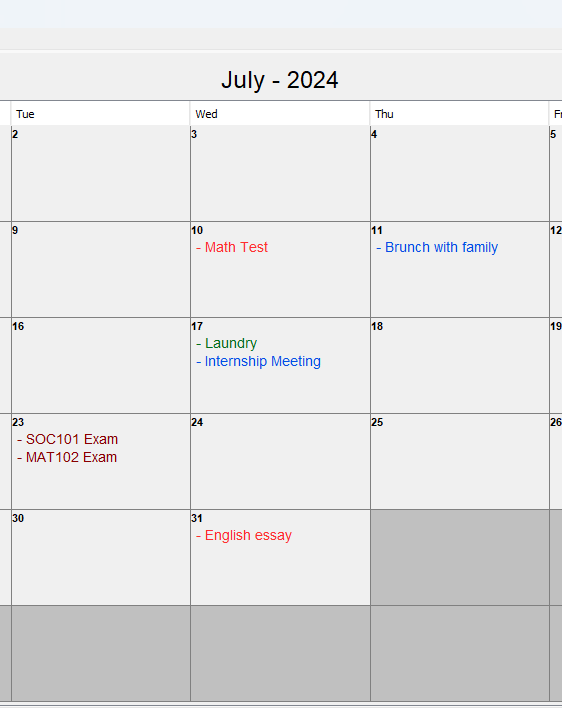 July - 2024
Tue Wed Thu Fr
2 3 4 5
9 10 11 12
- Math Test - Brunch with family
16 17 18 19
- Laundry
- Internship Meeting
23 24 25 26
- SOC101 Exam
- MAT102 Exam
30 31
- English essay